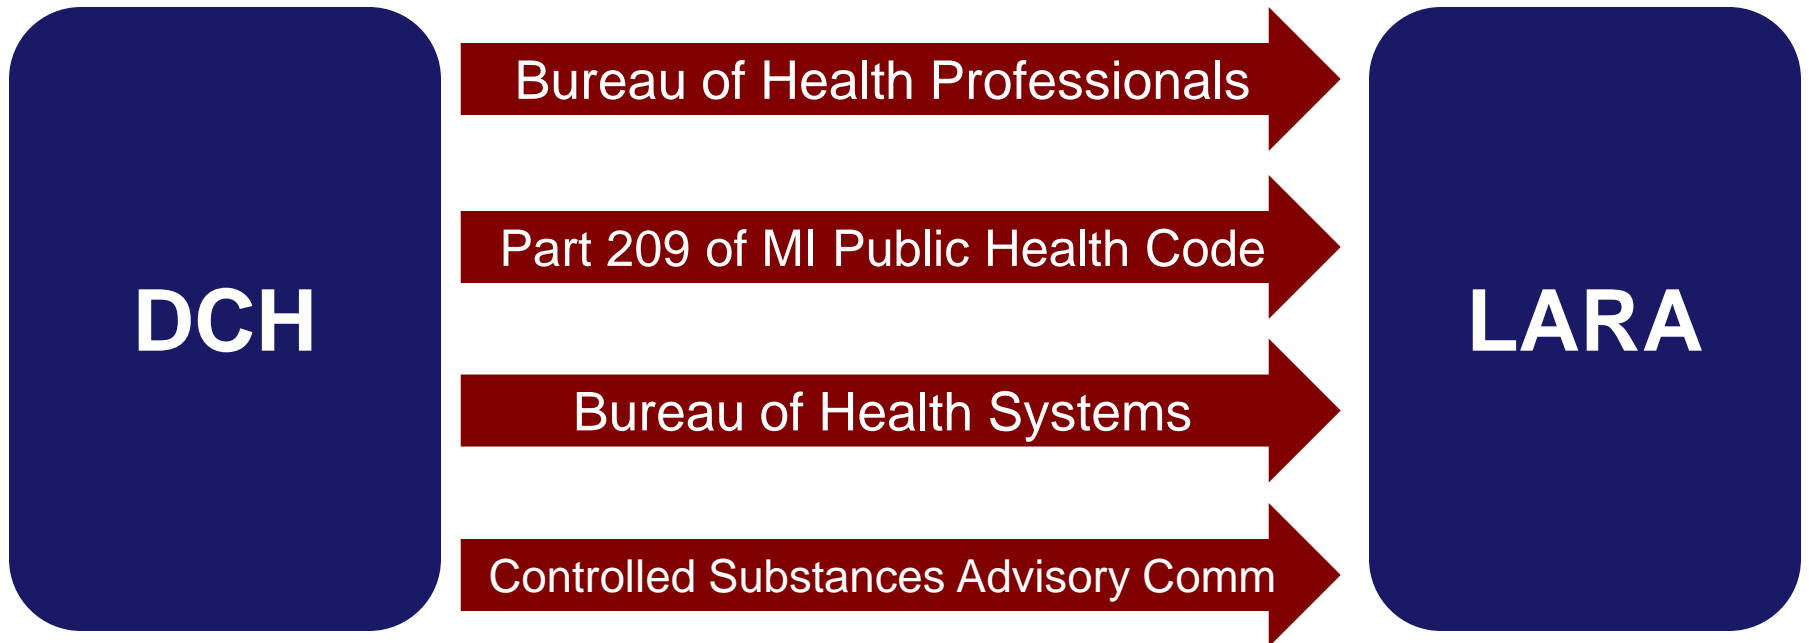 DCH
Bureau of Health Professionals
Part 209 of MI Public Health Code
Bureau of Health Systems
Controlled Substances Advisory Comm
LARA